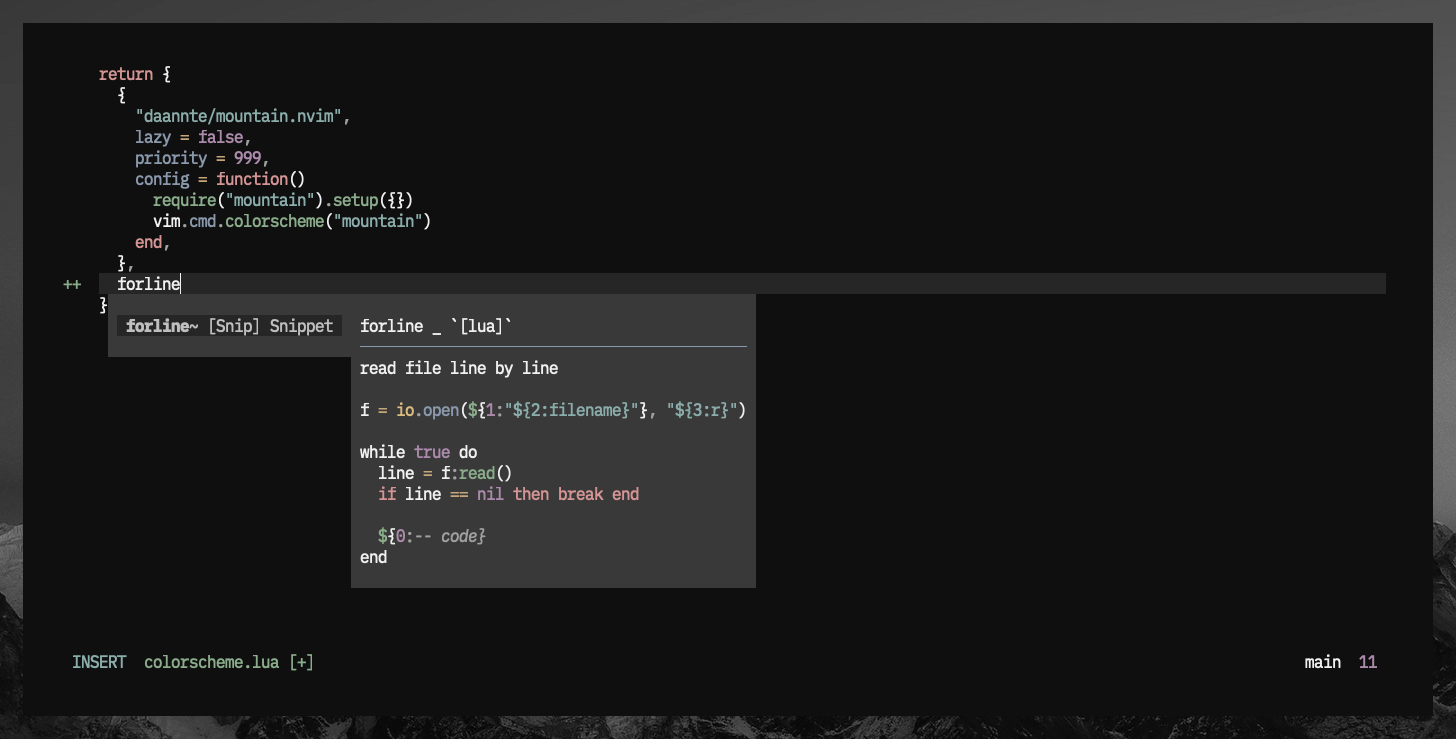 return {
  {
    "daannte/mountain.nvim",
    lazy = false,
    priority = 999,
    config = function()
      require("mountain").setup({})
      vim.cmd.colorscheme("mountain")
    end,
  },
++  forline
}
forline~ [Snip] Snippet
forline _ `[lua]`
read file line by line
f = io.open(${1:"${2:filename}"}, "${3:r}")
while true do
  line = f:read()
  if line == nil then break end
  ${0:-- code}
end
INSERT  colorscheme.lua [+]  main  11